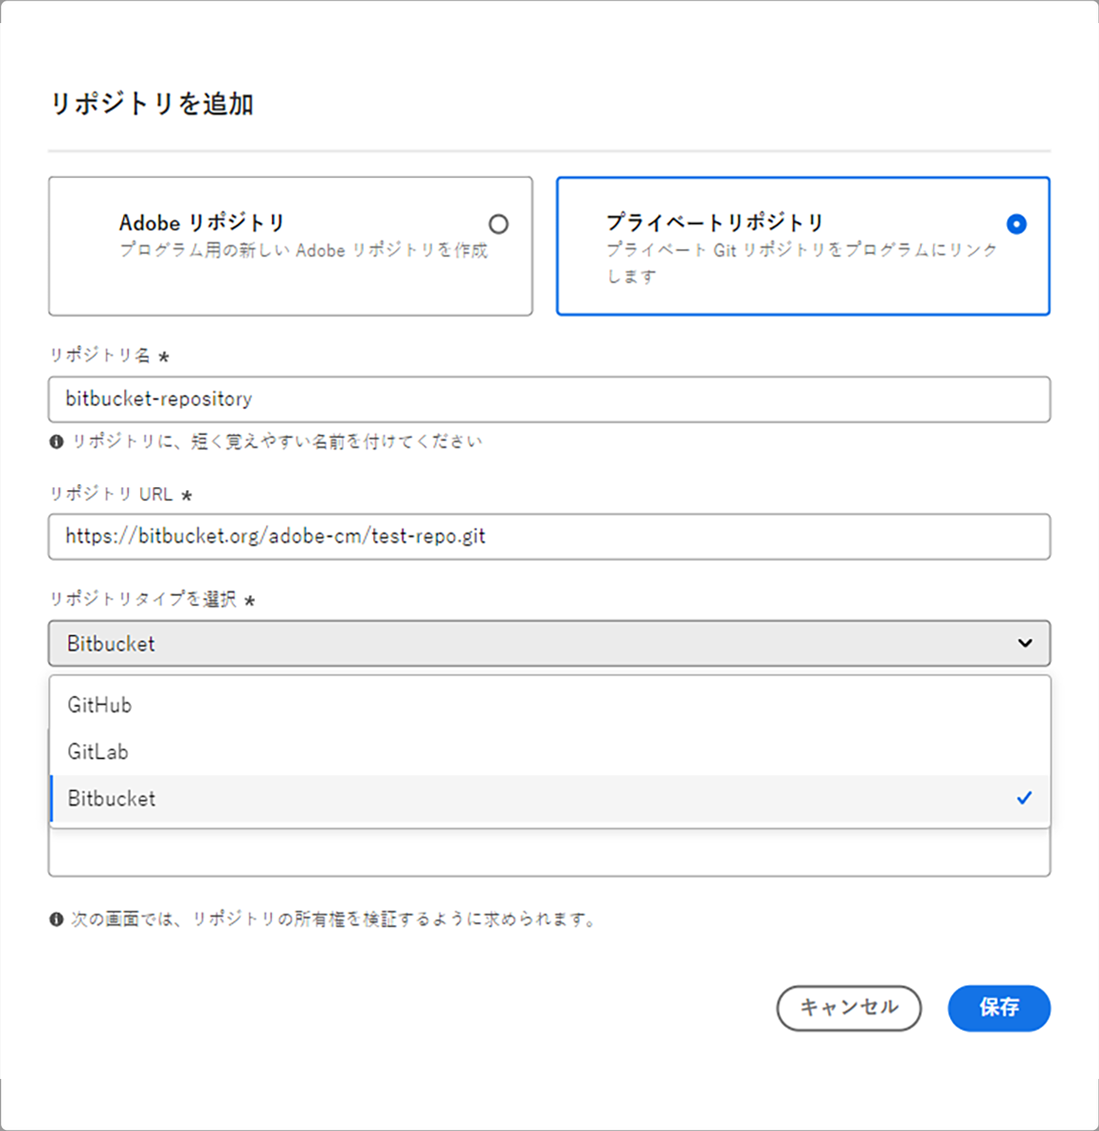 リポジトリを追加
Adobe リポジトリ
プログラム用の新しい Adobe リポジトリを作成
プライベートリポジトリ
プライベート Git リポジトリをプログラムにリンク
します
リポジトリ名 *
bitbucket-repository
リポジトリに、短く覚えやすい名前を付けてください
リポジトリ URL *
https://bitbucket.org/adobe-cm/test-repo.git
リポジトリタイプを選択 *
Bitbucket
GitHub
GitLab
Bitbucket
次の画面では、リポジトリの所有権を検証するように求められます。
キャンセル
保存